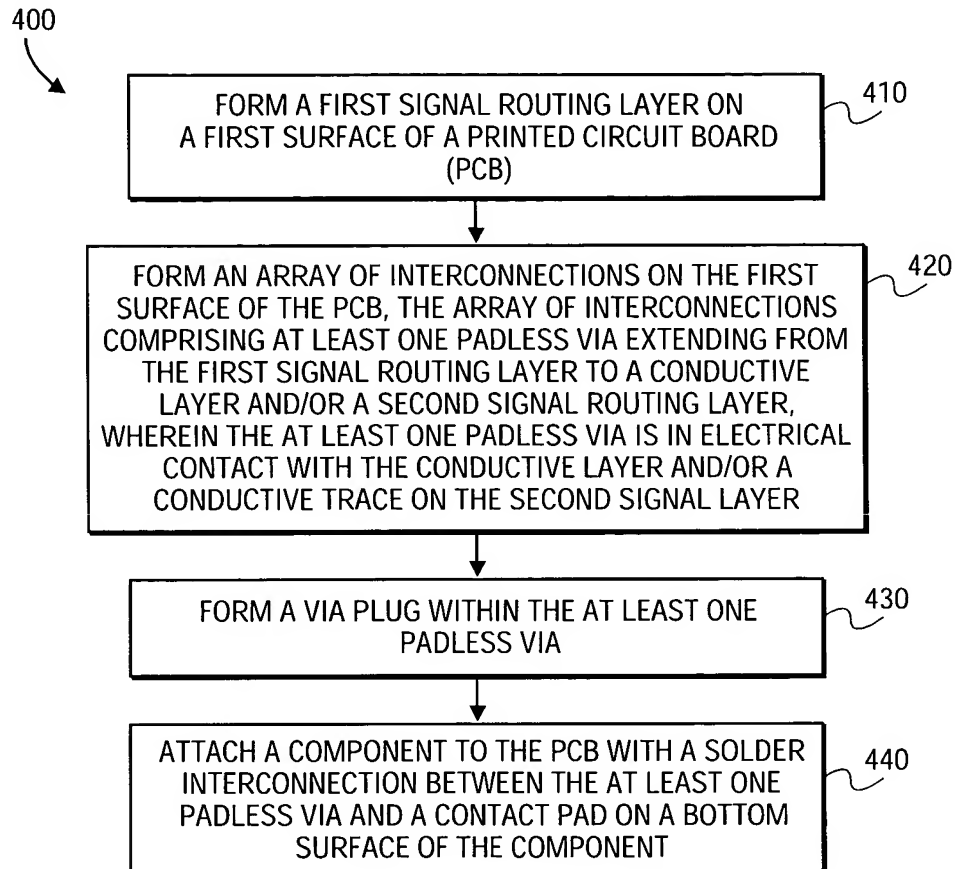 400
FORM A FIRST SIGNAL ROUTING LAYER ON
A FIRST SURFACE OF A PRINTED CIRCUIT BOARD
(PCB)
410
FORM AN ARRAY OF INTERCONNECTIONS ON THE FIRST
SURFACE OF THE PCB, THE ARRAY OF INTERCONNECTIONS
COMPRISING AT LEAST ONE PADLESS VIA EXTENDING FROM
THE FIRST SIGNAL ROUTING LAYER TO A CONDUCTIVE
LAYER AND/OR A SECOND SIGNAL ROUTING LAYER,
WHEREIN THE AT LEAST ONE PADLESS VIA IS IN ELECTRICAL
CONTACT WITH THE CONDUCTIVE LAYER AND/OR A
CONDUCTIVE TRACE ON THE SECOND SIGNAL LAYER
420
FORM A VIA PLUG WITHIN THE AT LEAST ONE
PADLESS VIA
430
ATTACH A COMPONENT TO THE PCB WITH A SOLDER
INTERCONNECTION BETWEEN THE AT LEAST ONE
PADLESS VIA AND A CONTACT PAD ON A BOTTOM
SURFACE OF THE COMPONENT
440